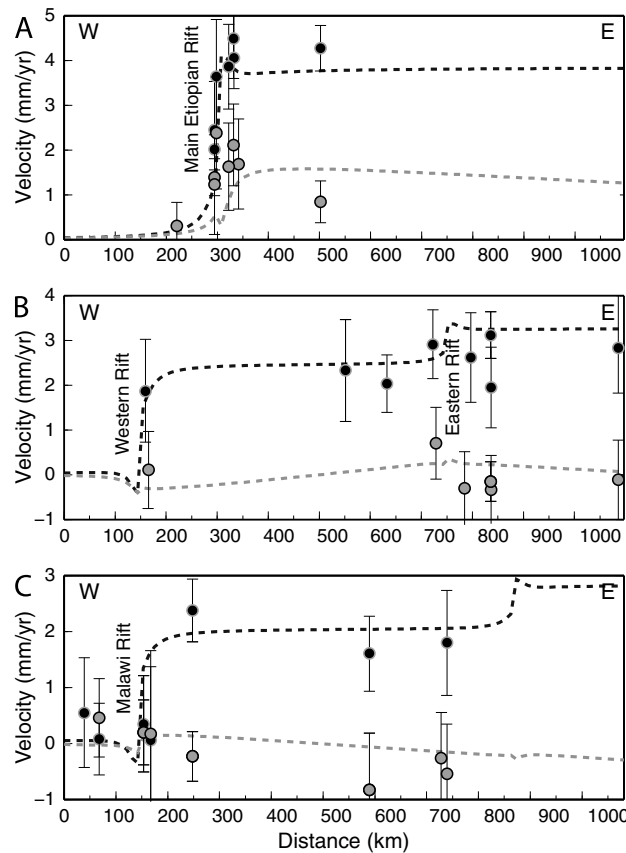 A
W
E
Main Etiopian Rift
Velocity (mm/yr)
5
4
3
2
1
0
0 100 200 300 400 500 600 700 800 900 1000
B
W
E
Western Rift
Eastern Rift
Velocity (mm/yr)
4
3
2
1
0
−1
0 100 200 300 400 500 600 700 800 900 1000
C
W
E
Malawi Rift
Velocity (mm/yr)
3
2
1
0
−1
0 100 200 300 400 500 600 700 800 900 1000
Distance (km)